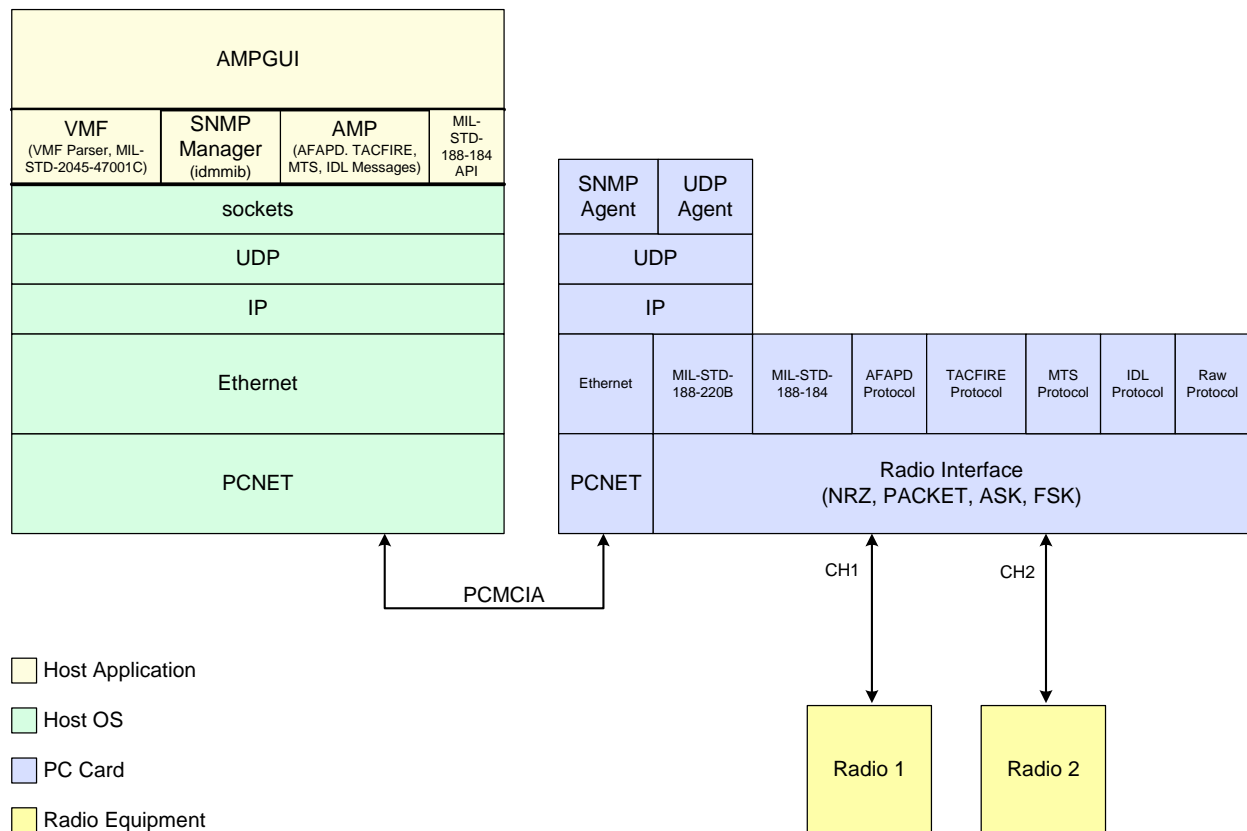 AMPGUI
VMF
(VMF Parser, MIL-
STD-2045-47001C)
SNMP
Manager
(idmmib)
AMP
(AFAPD. TACFIRE,
MTS, IDL Messages)
MIL-
STD-
188-184
API
sockets
UDP
IP
Ethernet
PCNET
SNMP
Agent
UDP
Agent
UDP
IP
Ethernet
MIL-STD-
188-220B
MIL-STD-
188-184
AFAPD
Protocol
TACFIRE
Protocol
MTS
Protocol
IDL
Protocol
Raw
Protocol
PCNET
Radio Interface
(NRZ, PACKET, ASK, FSK)
PCMCIA
CH1
CH2
Host Application
Host OS
PC Card
Radio Equipment
Radio 1
Radio 2